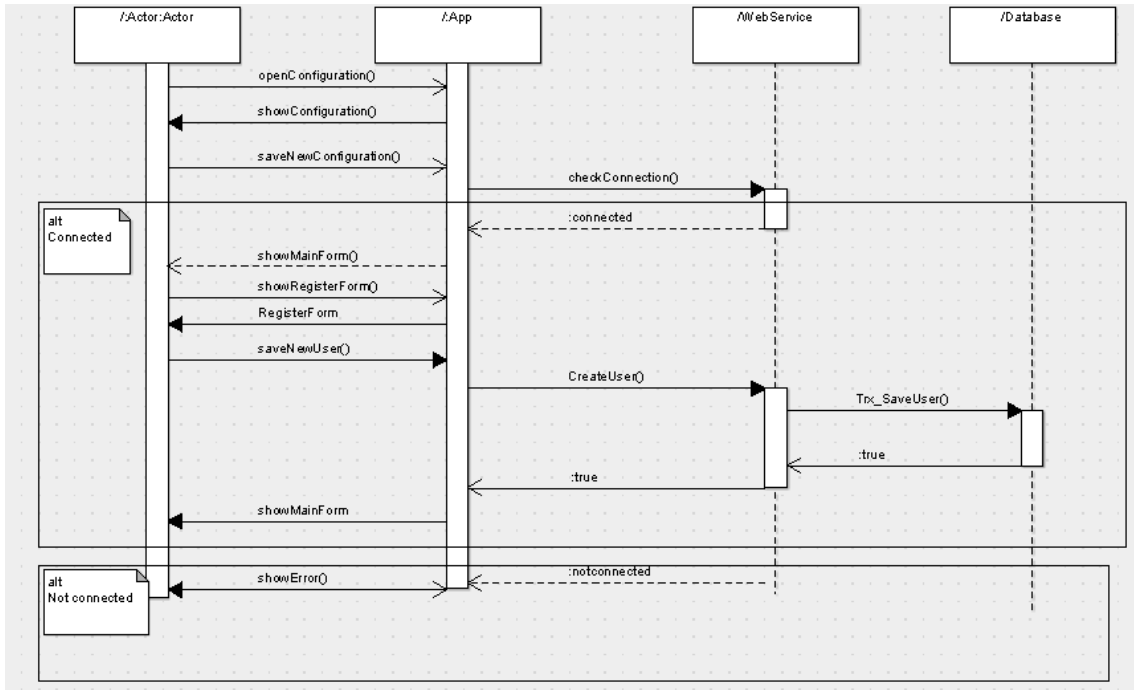 /:Actor:Actor
/:App
/WebService
/Database
openConfiguration()
showConfiguration()
saveNewConfiguration()
checkConnection()
alt
Connected
:connected
showMainForm()
showRegisterForm()
RegisterForm
saveNewUser()
CreateUser()
Trx_SaveUser()
:true
:true
showMainForm
alt
Not connected
:notconnected
showError()